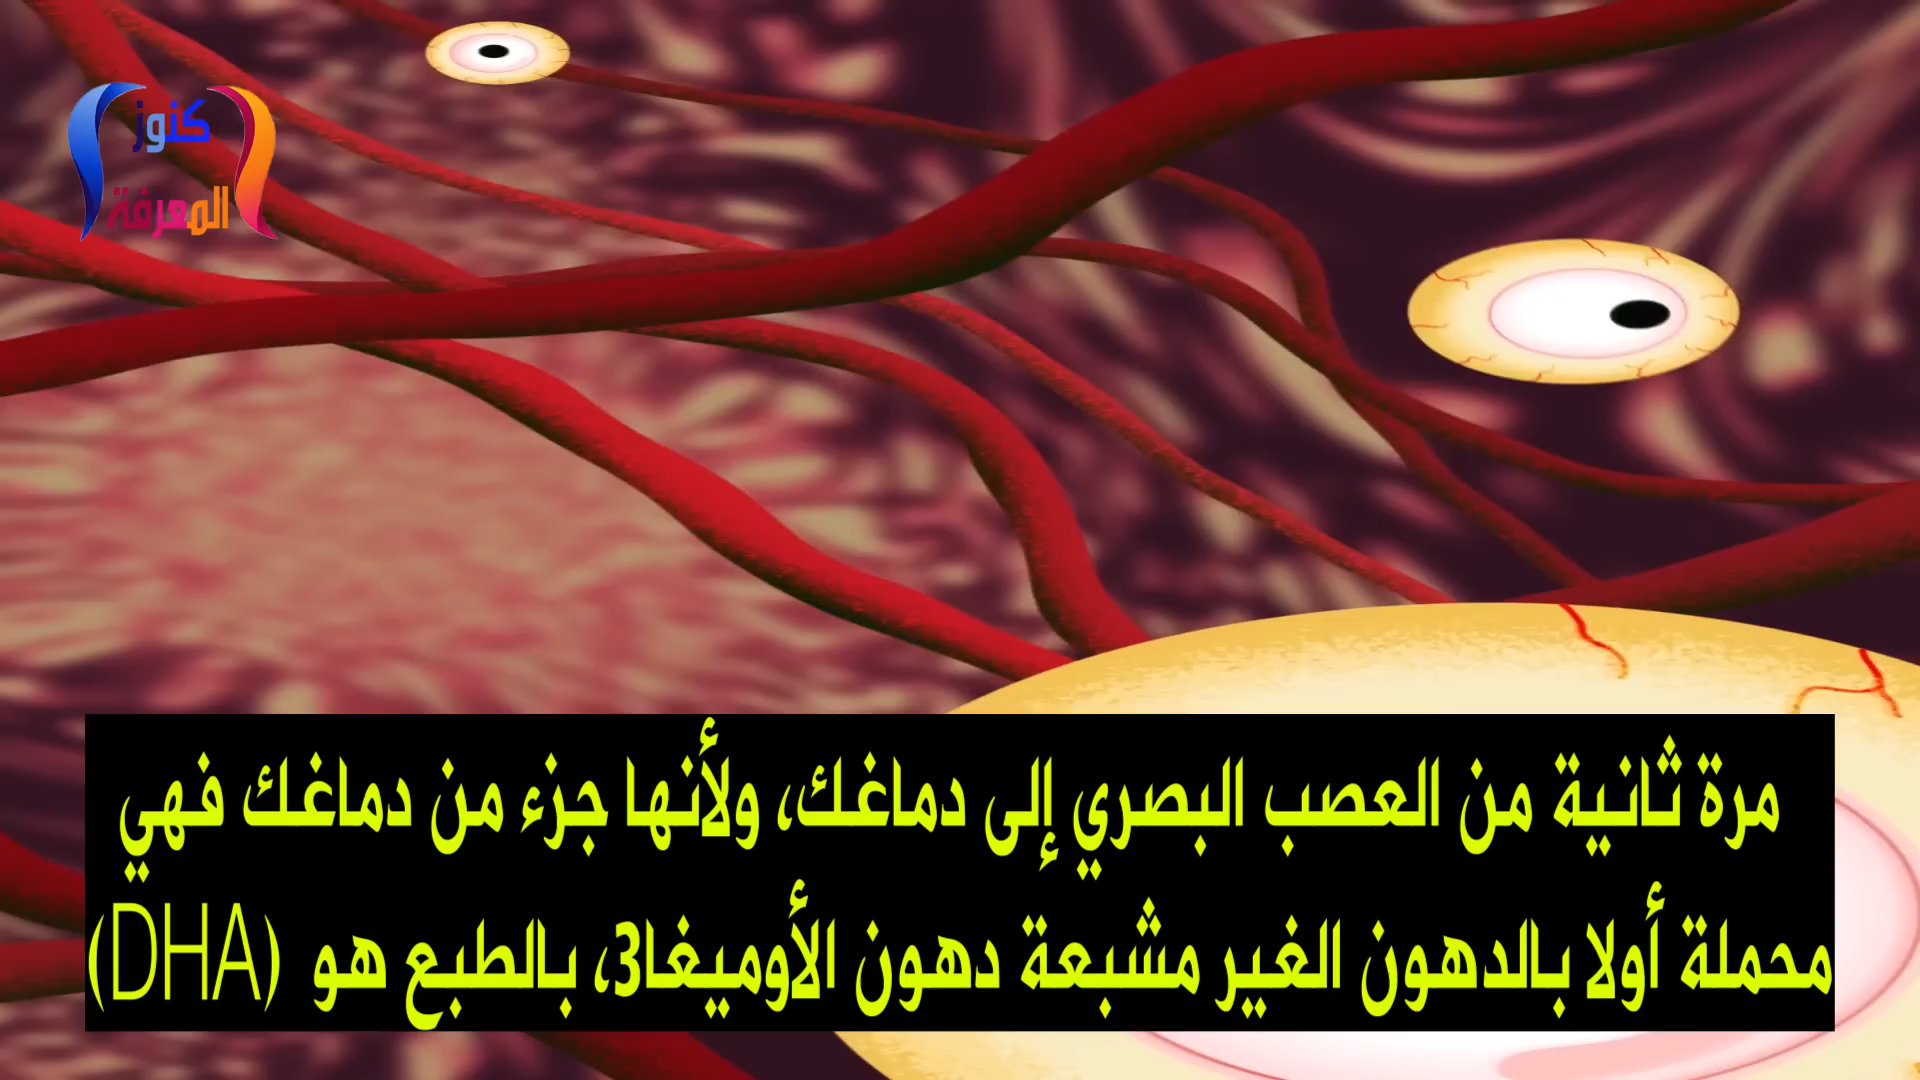 كنوز
المعرفة
مرة ثانية من العصب البصري إلى دماغك، ولأنها جزء من دماغك فهي
محملة أولا بالدهون الغير مشبعة دهون الأوميغا3، بالطبع هو (DHA)